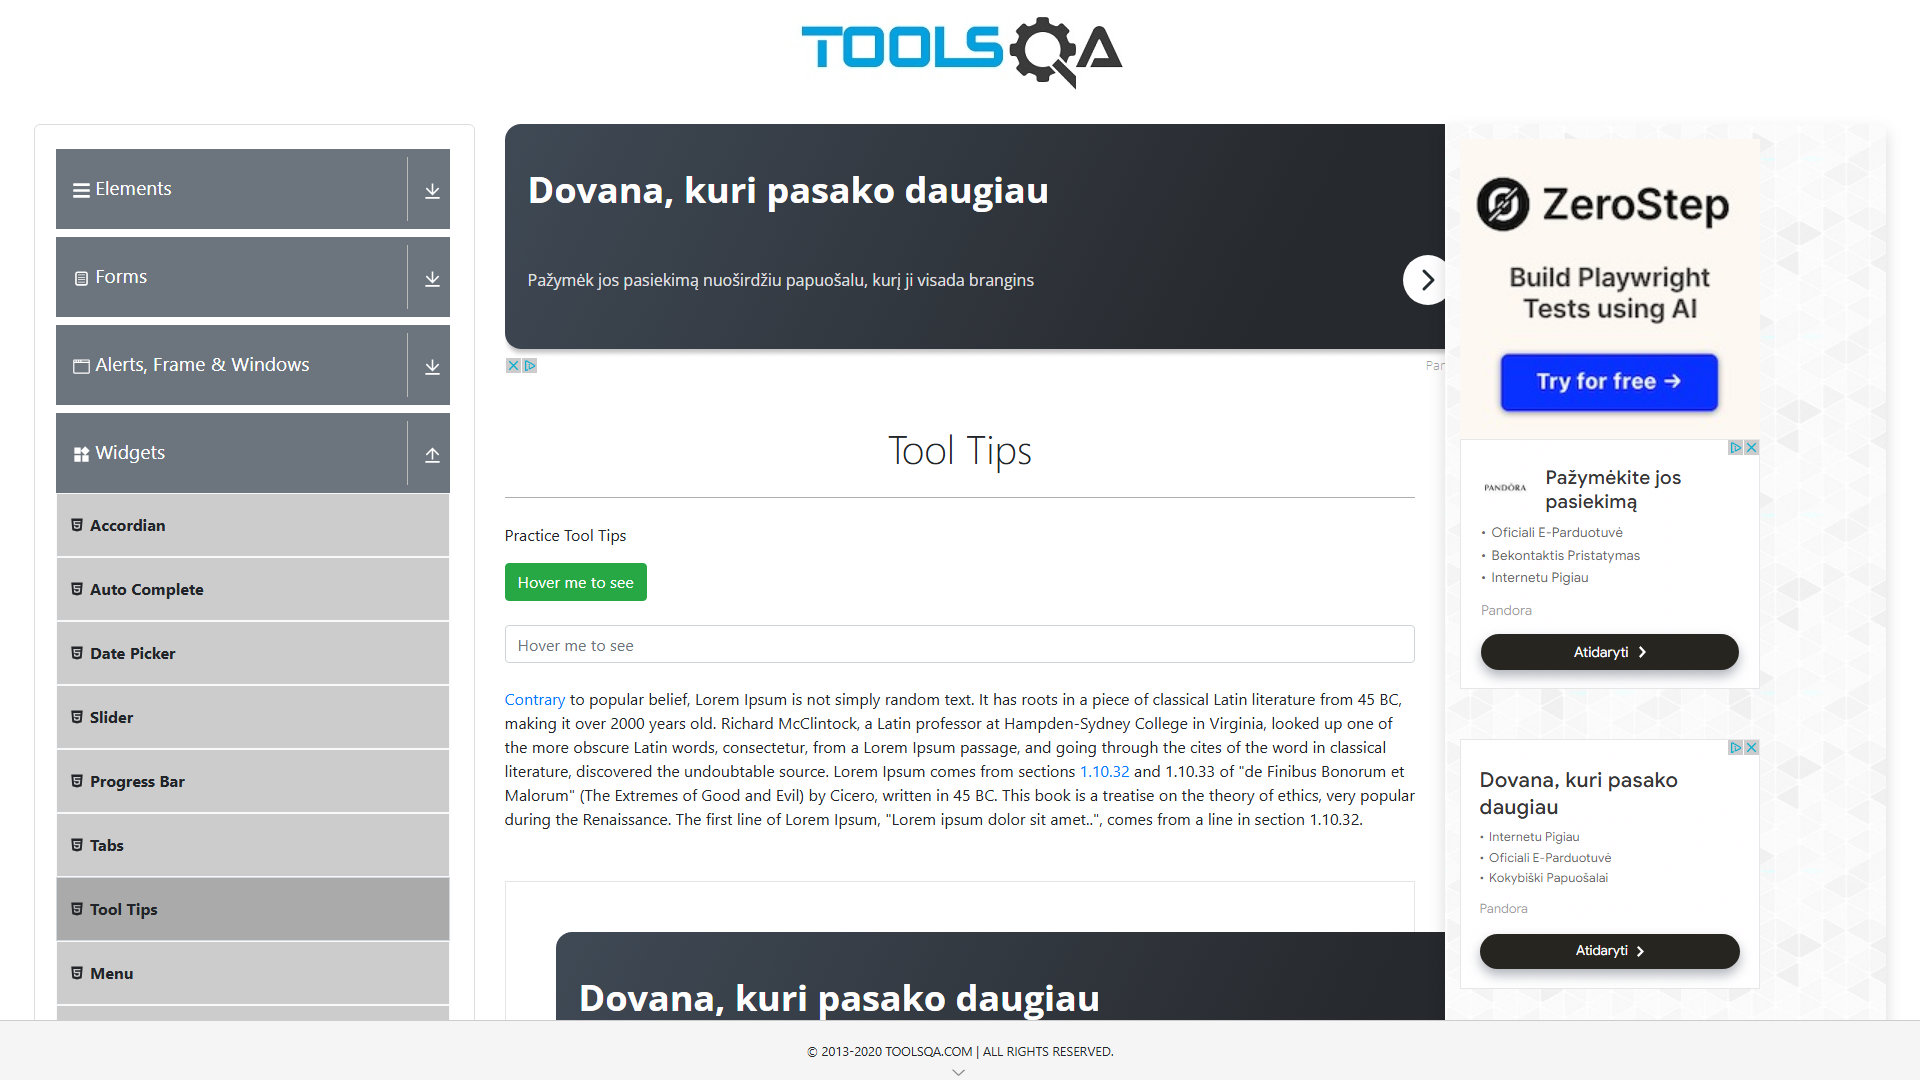 TOOLSQA
Elements
Forms
Alerts, Frame & Windows
Widgets
Accordian
Auto Complete
Date Picker
Slider
Progress Bar
Tabs
Tool Tips
Menu
Dovana, kuri pasako daugiau
Pažymėk jos pasiekimą nuoširdžiu papuošalu, kurį ji visada brangins
Tool Tips
Practice Tool Tips
Hover me to see
Hover me to see
Contrary to popular belief, Lorem Ipsum is not simply random text. It has roots in a piece of classical Latin literature from 45 BC,
making it over 2000 years old. Richard McClintock, a Latin professor at Hampden-Sydney College in Virginia, looked up one of
the more obscure Latin words, consectetur, from a Lorem Ipsum passage, and going through the cites of the word in classical
literature, discovered the undoubtable source. Lorem Ipsum comes from sections 1.10.32 and 1.10.33 of "de Finibus Bonorum et
Malorum" (The Extremes of Good and Evil) by Cicero, written in 45 BC. This book is a treatise on the theory of ethics, very popular
during the Renaissance. The first line of Lorem Ipsum, "Lorem ipsum dolor sit amet..", comes from a line in section 1.10.32.
Dovana, kuri pasako daugiau
ZeroStep
Build Playwright
Tests using AI
Try for free →
PANDÖRA
Pažymėkite jos
pasiekimą
• Oficiali E-Parduotuvė
• Bekontaktis Pristatymas
• Internetu Pigiau
Pandora
Atidaryti
Dovana, kuri pasako
daugiau
• Internetu Pigiau
• Oficiali E-Parduotuvė
• Kokybiški Papuošalai
Pandora
Atidaryti
© 2013-2020 TOOLSQA.COM | ALL RIGHTS RESERVED.